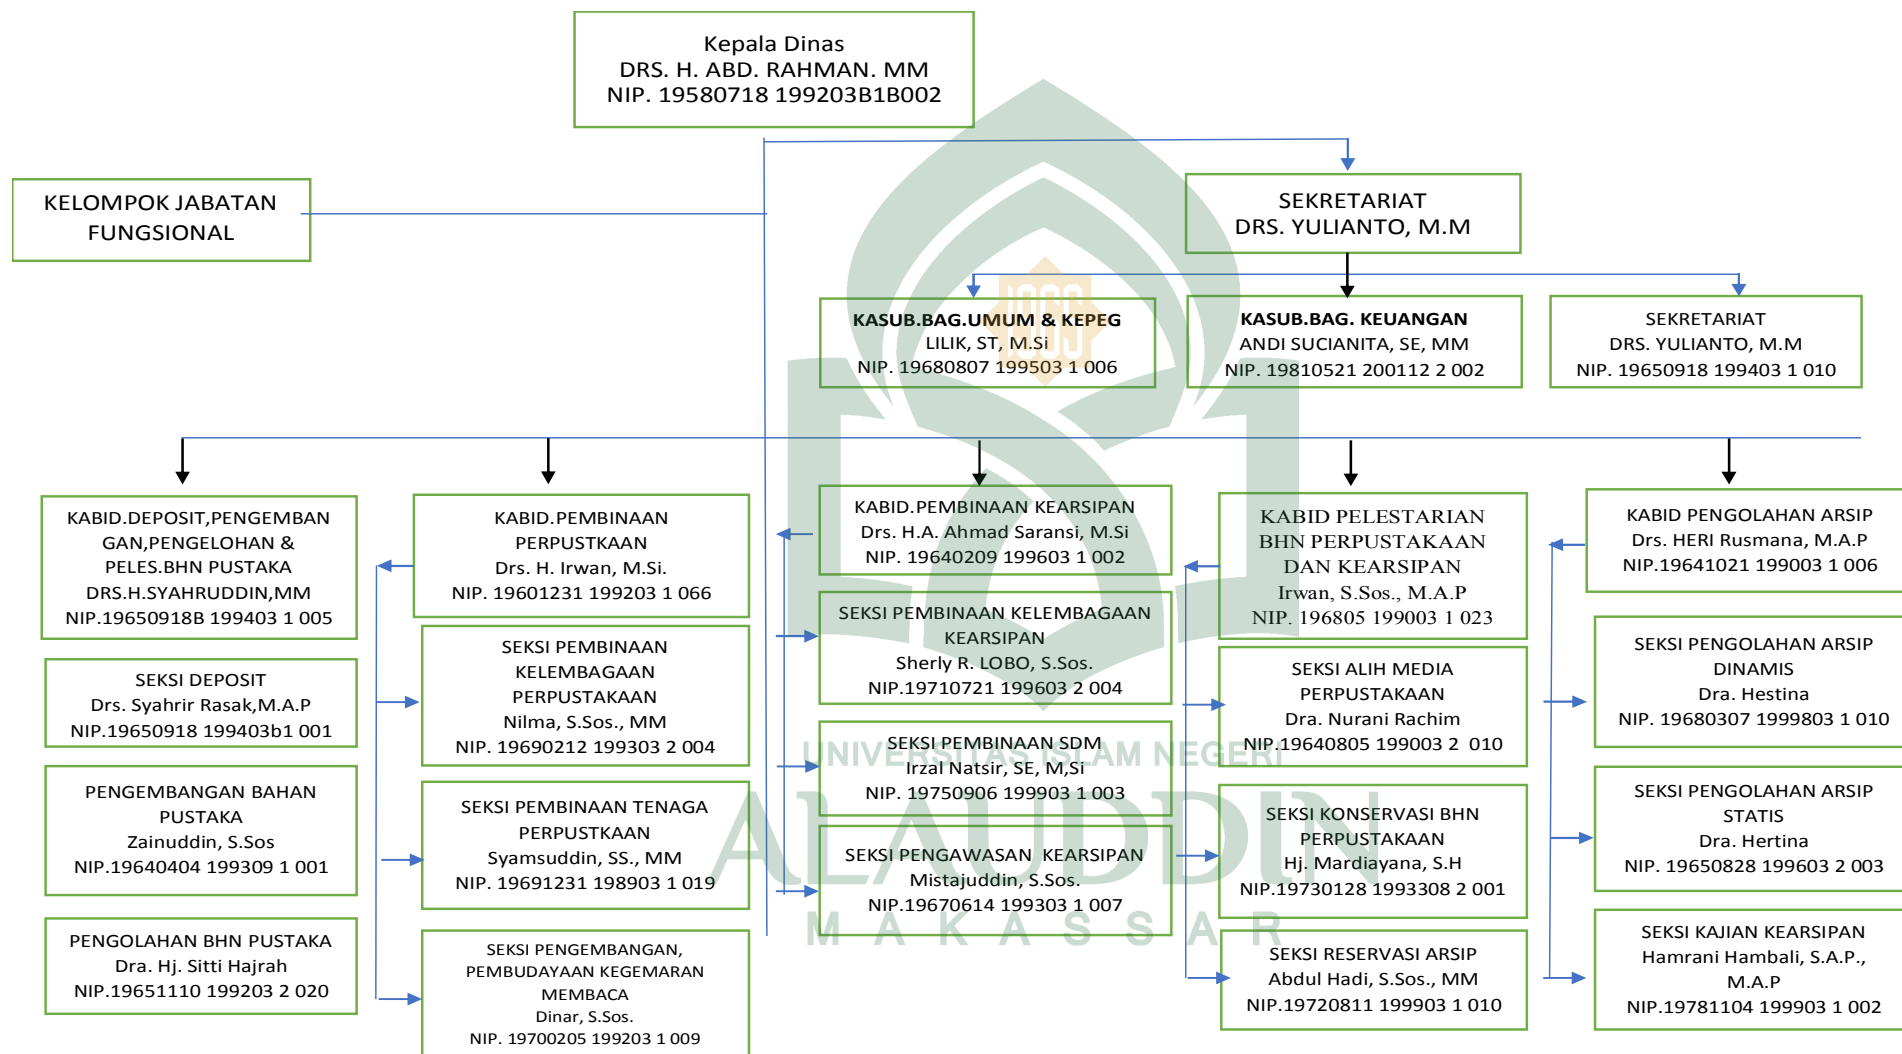 Kepala Dinas
DRS. H. ABD. RAHMAN. MM
NIP. 19580718 199203B1B002
KELOMPOK JABATAN
FUNGSIONAL
SEKRETARIAT
DRS. YULIANTO, M.M
KASUB.BAG.UMUM & KEPEG
LILIK, ST, M.Si
NIP. 19680807 199503 1 006
KASUB.BAG. KEUANGAN
ANDI SUCIANITA, SE, MM
NIP. 19810521 200112 2 002
SEKRETARIAT
DRS. YULIANTO, M.M
NIP. 19650918 199403 1 010
KABID.DEPOSIT,PENGEMBAN
GAN,PENGELOHAN &
PELES.BHN PUSTAKA
DRS.H.SYAHRUDDIN,MM
NIP.19650918B 199403 1 005
SEKSI DEPOSIT
Drs. Syahrir Rasak,M.A.P
NIP.19650918 199403b1 001
PENGEMBANGAN BAHAN
PUSTAKA
Zainuddin, S.Sos
NIP.19640404 199309 1 001
PENGOLAHAN BHN PUSTAKA
Dra. Hj. Sitti Hajrah
NIP.19651110 199203 2 020
KABID.PEMBINAAN
PERPUSTKAAN
Drs. H. Irwan, M.Si.
NIP. 19601231 199203 1 066
SEKSI PEMBINAAN
KELEMBAGAAN
PERPUSTAKAAN
Nilma, S.Sos., MM
NIP. 19690212 199303 2 004
SEKSI PEMBINAAN TENAGA
PERPUSTKAAN
Syamsuddin, SS., MM
NIP. 19691231 198903 1 019
SEKSI PENGEMBANGAN,
PEMBUDAYAAN KEGEMARAN
MEMBACA
Dinar, S.Sos.
NIP. 19700205 199203 1 009
KABID.PEMBINAAN KEARSIPAN
Drs. H.A. Ahmad Saransi, M.Si
NIP. 19640209 199603 1 002
SEKSI PEMBINAAN KELEMBAGAAN
KEARSIPAN
Sherly R. LOBO, S.Sos.
NIP.19710721 199603 2 004
SEKSI PEMBINAAN SDM
Irzal Natsir, SE, M,Si
NIP. 19750906 199903 1 003
SEKSI PENGAWASAN  KEARSIPAN
Mistajuddin, S.Sos.
NIP.19670614 199303 1 007
KABID PELESTARIAN
BHN PERPUSTAKAAN
DAN KEARSIPAN
Irwan, S.Sos., M.A.P
NIP. 196805 199003 1 023
SEKSI ALIH MEDIA
PERPUSTAKAAN
Dra. Nurani Rachim
NIP.19640805 199003 2  010
SEKSI KONSERVASI BHN
PERPUSTAKAAN
Hj. Mardiayana, S.H
NIP.19730128 1993308 2 001
SEKSI RESERVASI ARSIP
Abdul Hadi, S.Sos., MM
NIP.19720811 199903 1 010
KABID PENGOLAHAN ARSIP
Drs. HERI Rusmana, M.A.P
NIP.19641021 199003 1 006
SEKSI PENGOLAHAN ARSIP
DINAMIS
Dra. Hestina
NIP. 19680307 1999803 1 010
SEKSI PENGOLAHAN ARSIP
STATIS
Dra. Hertina
NIP. 19650828 199603 2 003
SEKSI KAJIAN KEARSIPAN
Hamrani Hambali, S.A.P.,
M.A.P
NIP.19781104 199903 1 002
UNIVERSITAS ISLAM NEGERI
ALAUDDIN
MAKASSAR